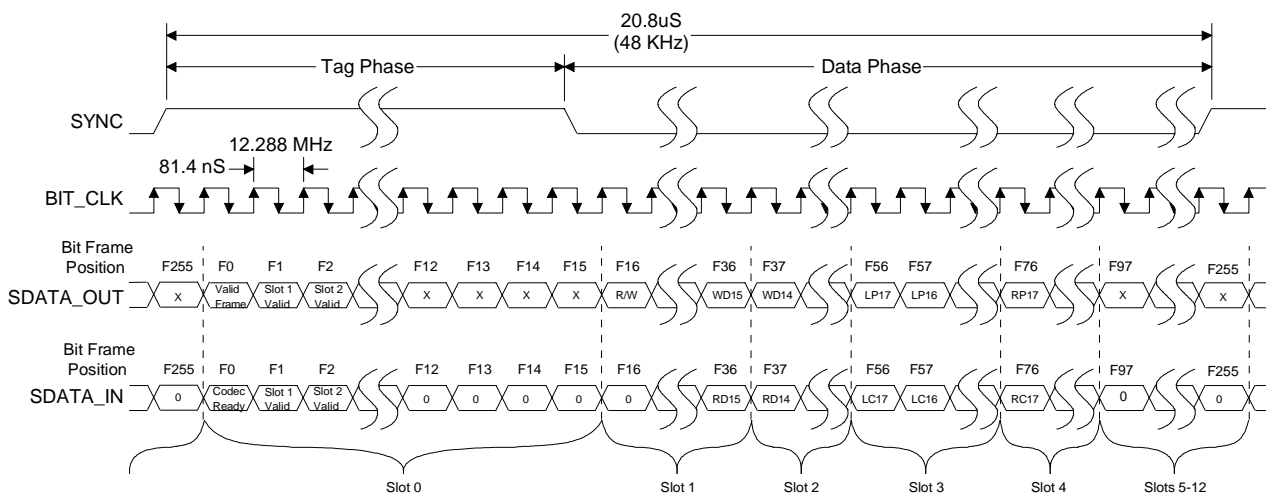 20.8uS
(48 KHz)
Tag Phase
Data Phase
SYNC
12.288 MHz
81.4 nS
BIT_CLK
Bit Frame
Position
F255 F0 F1 F2 F12 F13 F14 F15 F16 F36 F37 F56 F57 F76 F97 F255
SDATA_OUT
X Valid Frame Slot 1 Valid Slot 2 Valid X X X X R/W WD15 WD14 LP17 LP16 RP17 X X
Bit Frame
Position
F255 F0 F1 F2 F12 F13 F14 F15 F16 F36 F37 F56 F57 F76 F97 F255
SDATA_IN
0 Codec Ready Slot 1 Valid Slot 2 Valid 0 0 0 0 0 RD15 RD14 LC17 LC16 RC17 0 0
Slot 0 Slot 1 Slot 2 Slot 3 Slot 4 Slots 5-12